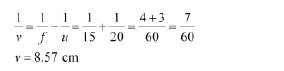 1/v = 1/f - 1/u = 1/15 + 1/20 = (4+3)/60 = 7/60
v = 8.57 cm